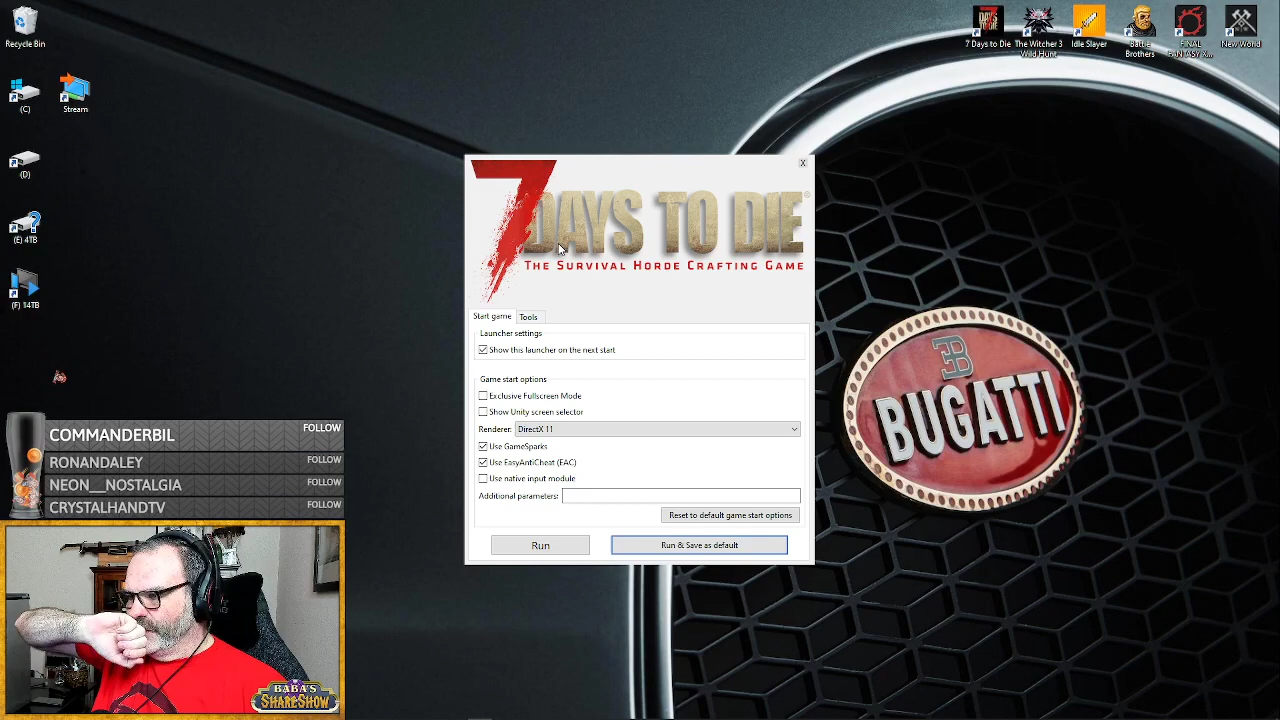 Recycle Bin
(C)
Stream
(D)
(E) 4TB
(F) 14TB
7 Days to Die
The Witcher 3
Wild Hunt
Idle Slayer
Battle
Brothers
FINAL
FANTASY &...
New World
X
7 DAYS TO DIE
THE SURVIVAL HORDE CRAFTING GAME
Start game
Tools
Launcher settings
Show this launcher on the next start
Game start options
Exclusive Fullscreen Mode
Show Unity screen selector
Renderer: DirectX 11
Use GameSparks
Use EasyAntiCheat (EAC)
Use native input module
Additional parameters:
Reset to default game start options
Run
Run & Save as default
EB
BUGATTI
COMMANDERBIL FOLLOW
RONANDALEY FOLLOW
NEON__NOSTALGIA FOLLOW
CRYSTALHANDTV FOLLOW
BABA'S
SHARESHOW